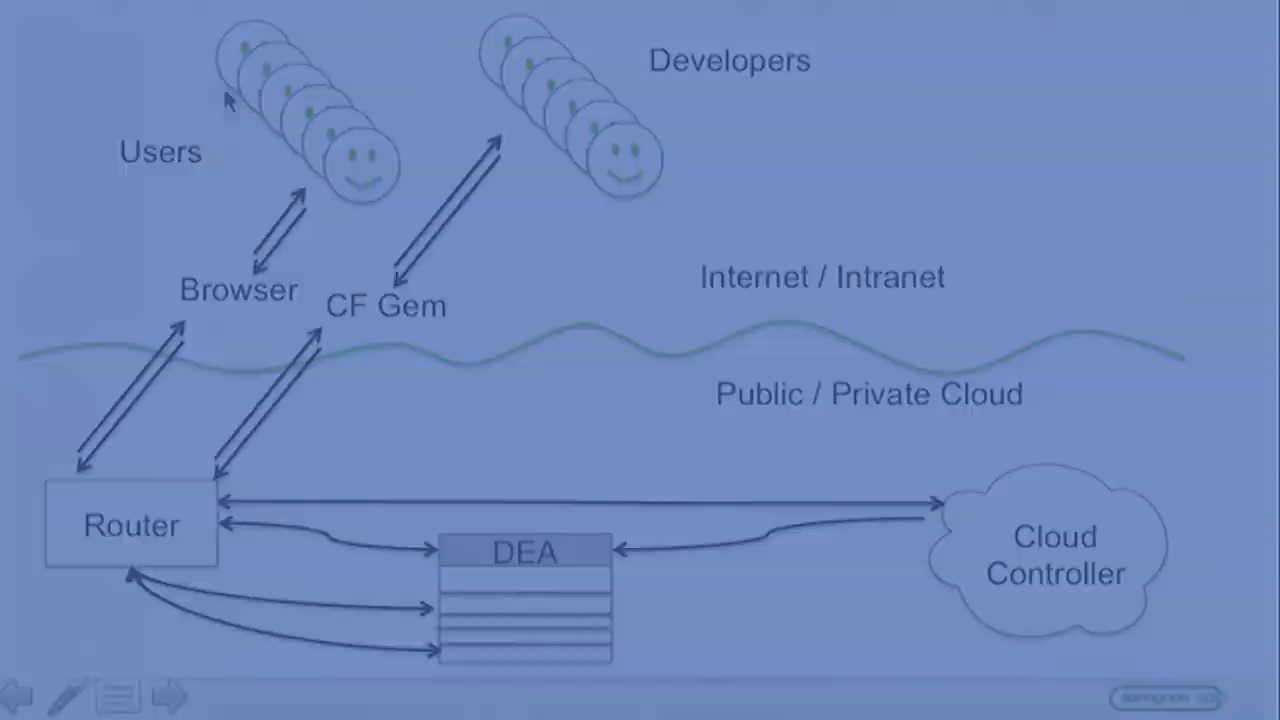 Developers
Users
Internet / Intranet
Browser
CF Gem
Public / Private Cloud
Router
DEA
Cloud
Controller